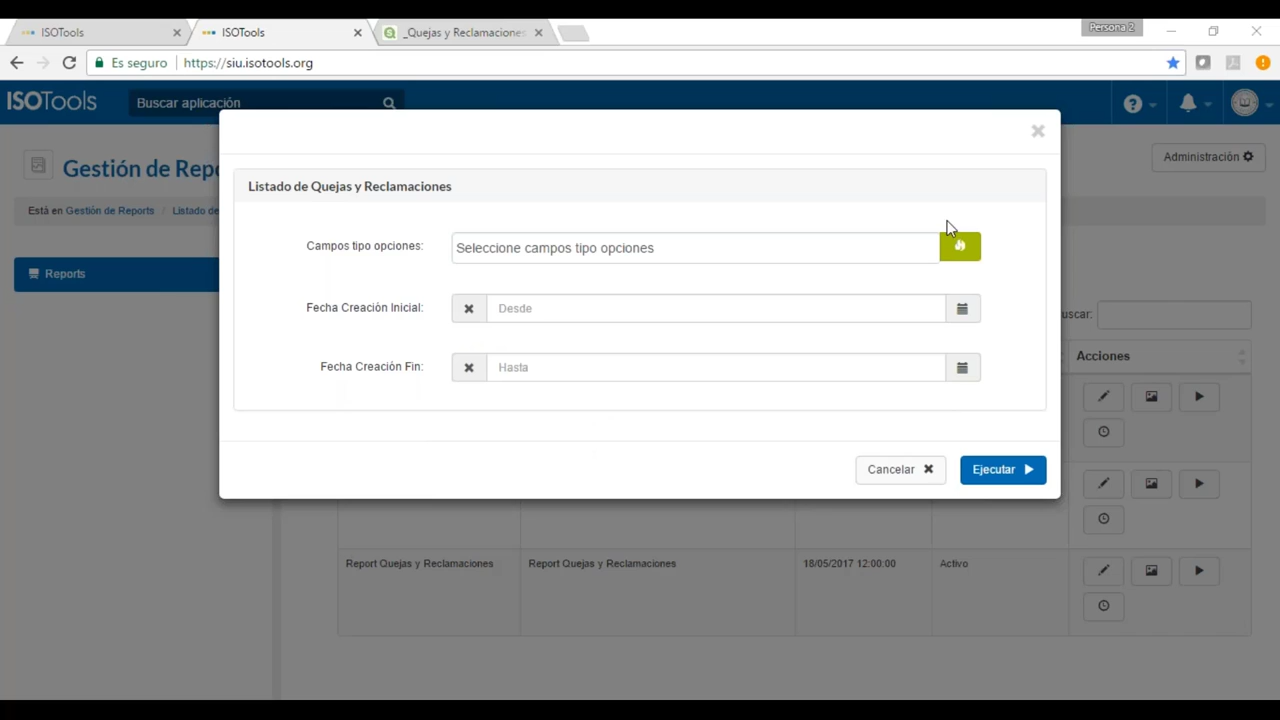 ISOTools
ISOTools
_Quejas y Reclamaciones
Persona 2
Es seguro
https://siu.isotools.org
ISOTools
Buscar aplicación
Gestión de Repo
Administración
Listado de Quejas y Reclamaciones
Está en Gestión de Reports / Listado de
Campos tipo opciones:
Seleccione campos tipo opciones
Reports
Fecha Creación Inicial:
Desde
uscar:
Acciones
Fecha Creación Fin:
Hasta
Cancelar
Ejecutar
Report Quejas y Reclamaciones
Report Quejas y Reclamaciones
18/05/2017 12:00:00
Activo